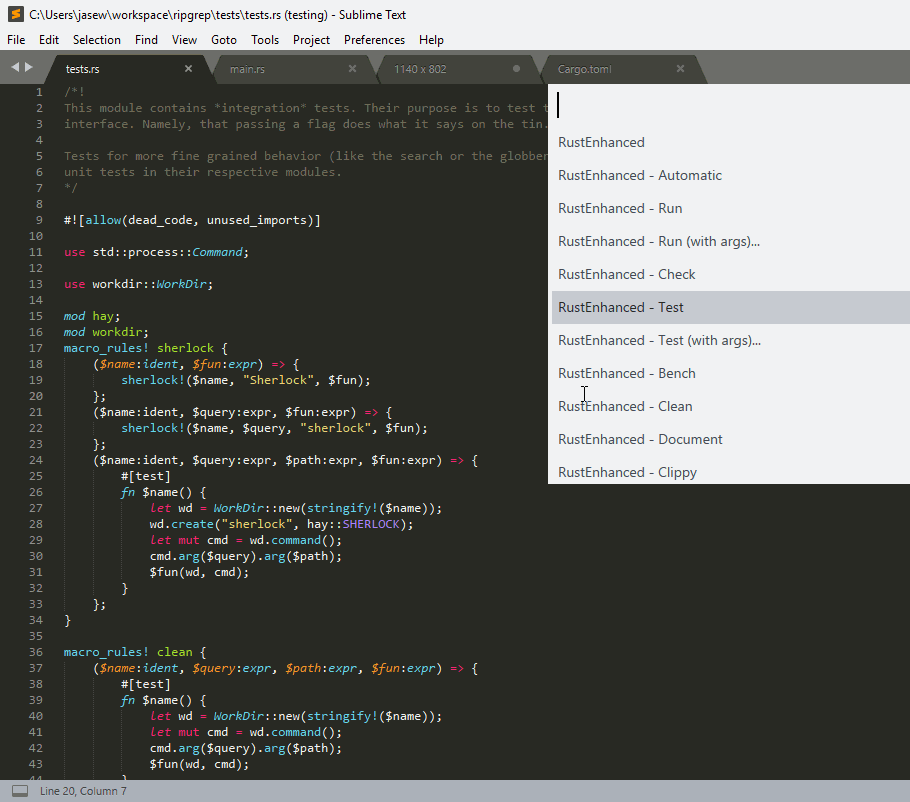 C:\Users\jasew\workspace\ripgrep\tests\tests.rs (testing) - Sublime Text
File Edit Selection Find View Goto Tools Project Preferences Help
tests.rs × main.rs × 1140 x 802 Cargo.toml ×
1 /*!
2 This module contains *integration* tests. Their purpose is to test t
3 interface. Namely, that passing a flag does what it says on the tin.
4
5 Tests for more fine grained behavior (like the search or the globber
6 unit tests in their respective modules.
7 */
8
9 #![allow(dead_code, unused_imports)]
10
11 use std::process::Command;
12
13 use workdir::WorkDir;
14
15 mod hay;
16 mod workdir;
17 macro_rules! sherlock {
18 ($name:ident, $fun:expr) => {
19 sherlock!($name, "Sherlock", $fun);
20 };
21 ($name:ident, $query:expr, $fun:expr) => {
22 sherlock!($name, $query, "sherlock", $fun);
23 };
24 ($name:ident, $query:expr, $path:expr, $fun:expr) => {
25 #[test]
26 fn $name() {
27 let wd = WorkDir::new(stringify!($name));
28 wd.create("sherlock", hay::SHERLOCK);
29 let mut cmd = wd.command();
30 cmd.arg($query).arg($path);
31 $fun(wd, cmd);
32 }
33 };
34 }
35
36 macro_rules! clean {
37 ($name:ident, $query:expr, $path:expr, $fun:expr) => {
38 #[test]
39 fn $name() {
40 let wd = WorkDir::new(stringify!($name));
41 let mut cmd = wd.command();
42 cmd.arg($query).arg($path);
43 $fun(wd, cmd);
44 }
RustEnhanced
RustEnhanced - Automatic
RustEnhanced - Run
RustEnhanced - Run (with args)...
RustEnhanced - Check
RustEnhanced - Test
RustEnhanced - Test (with args)...
RustEnhanced - Bench
RustEnhanced - Clean
RustEnhanced - Document
RustEnhanced - Clippy
Line 20, Column 7